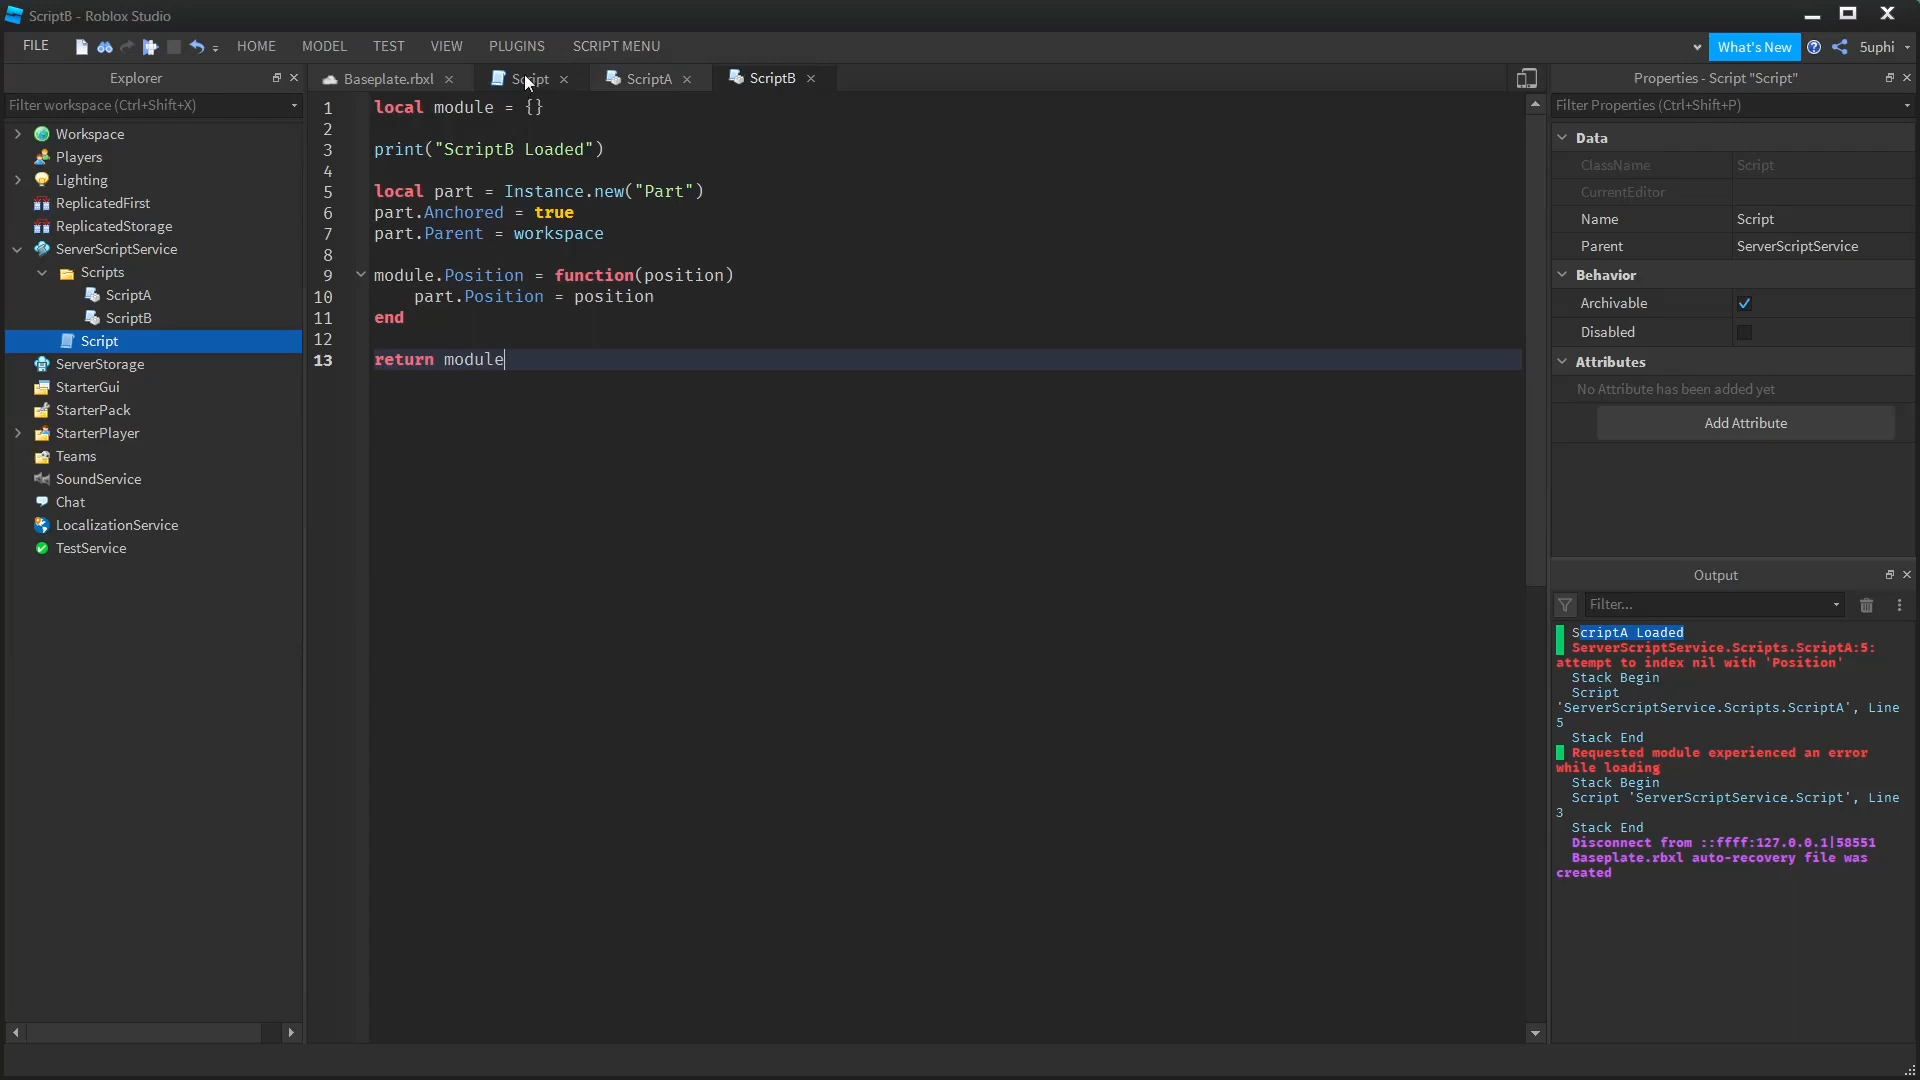 ScriptB - Roblox Studio
FILE HOME MODEL TEST VIEW PLUGINS SCRIPT MENU What's New 5uphi
Explorer
Filter workspace (Ctrl+Shift+X)
Workspace
Players
Lighting
ReplicatedFirst
ReplicatedStorage
ServerScriptService
Scripts
ScriptA
ScriptB
Script
ServerStorage
StarterGui
StarterPack
StarterPlayer
Teams
SoundService
Chat
LocalizationService
TestService
Baseplate.rbxl Script ScriptA ScriptB
1 local module = {}
2
3 print("ScriptB Loaded")
4
5 local part = Instance.new("Part")
6 part.Anchored = true
7 part.Parent = workspace
8
9 module.Position = function(position)
10 part.Position = position
11 end
12
13 return module
Properties - Script "Script"
Filter Properties (Ctrl+Shift+P)
Data
ClassName Script
CurrentEditor
Name Script
Parent ServerScriptService
Behavior
Archivable
Disabled
Attributes
No Attribute has been added yet
Add Attribute
Output
Filter...
ScriptA Loaded
ServerScriptService.Scripts.ScriptA:5:
attempt to index nil with 'Position'
Stack Begin
Script
'ServerScriptService.Scripts.ScriptA', Line
5
Stack End
Requested module experienced an error
while loading
Stack Begin
Script 'ServerScriptService.Script', Line
3
Stack End
Disconnect from ::ffff:127.0.0.1|58551
Baseplate.rbxl auto-recovery file was
created